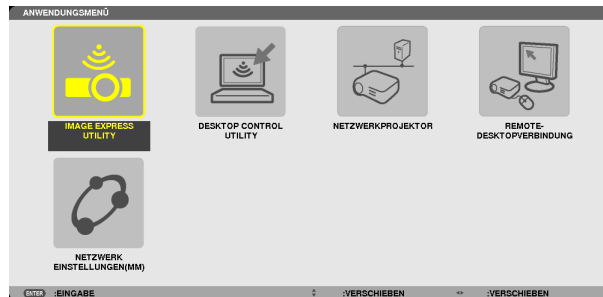 ANWENDUNGSMENÜ
IMAGE EXPRESS
UTILITY
DESKTOP CONTROL
UTILITY
NETZWERKPROJEKTOR
REMOTE-
DESKTOPVERBINDUNG
NETZWERK
EINSTELLUNGEN(MM)
ENTER :EINGABE :VERSCHIEBEN :VERSCHIEBEN